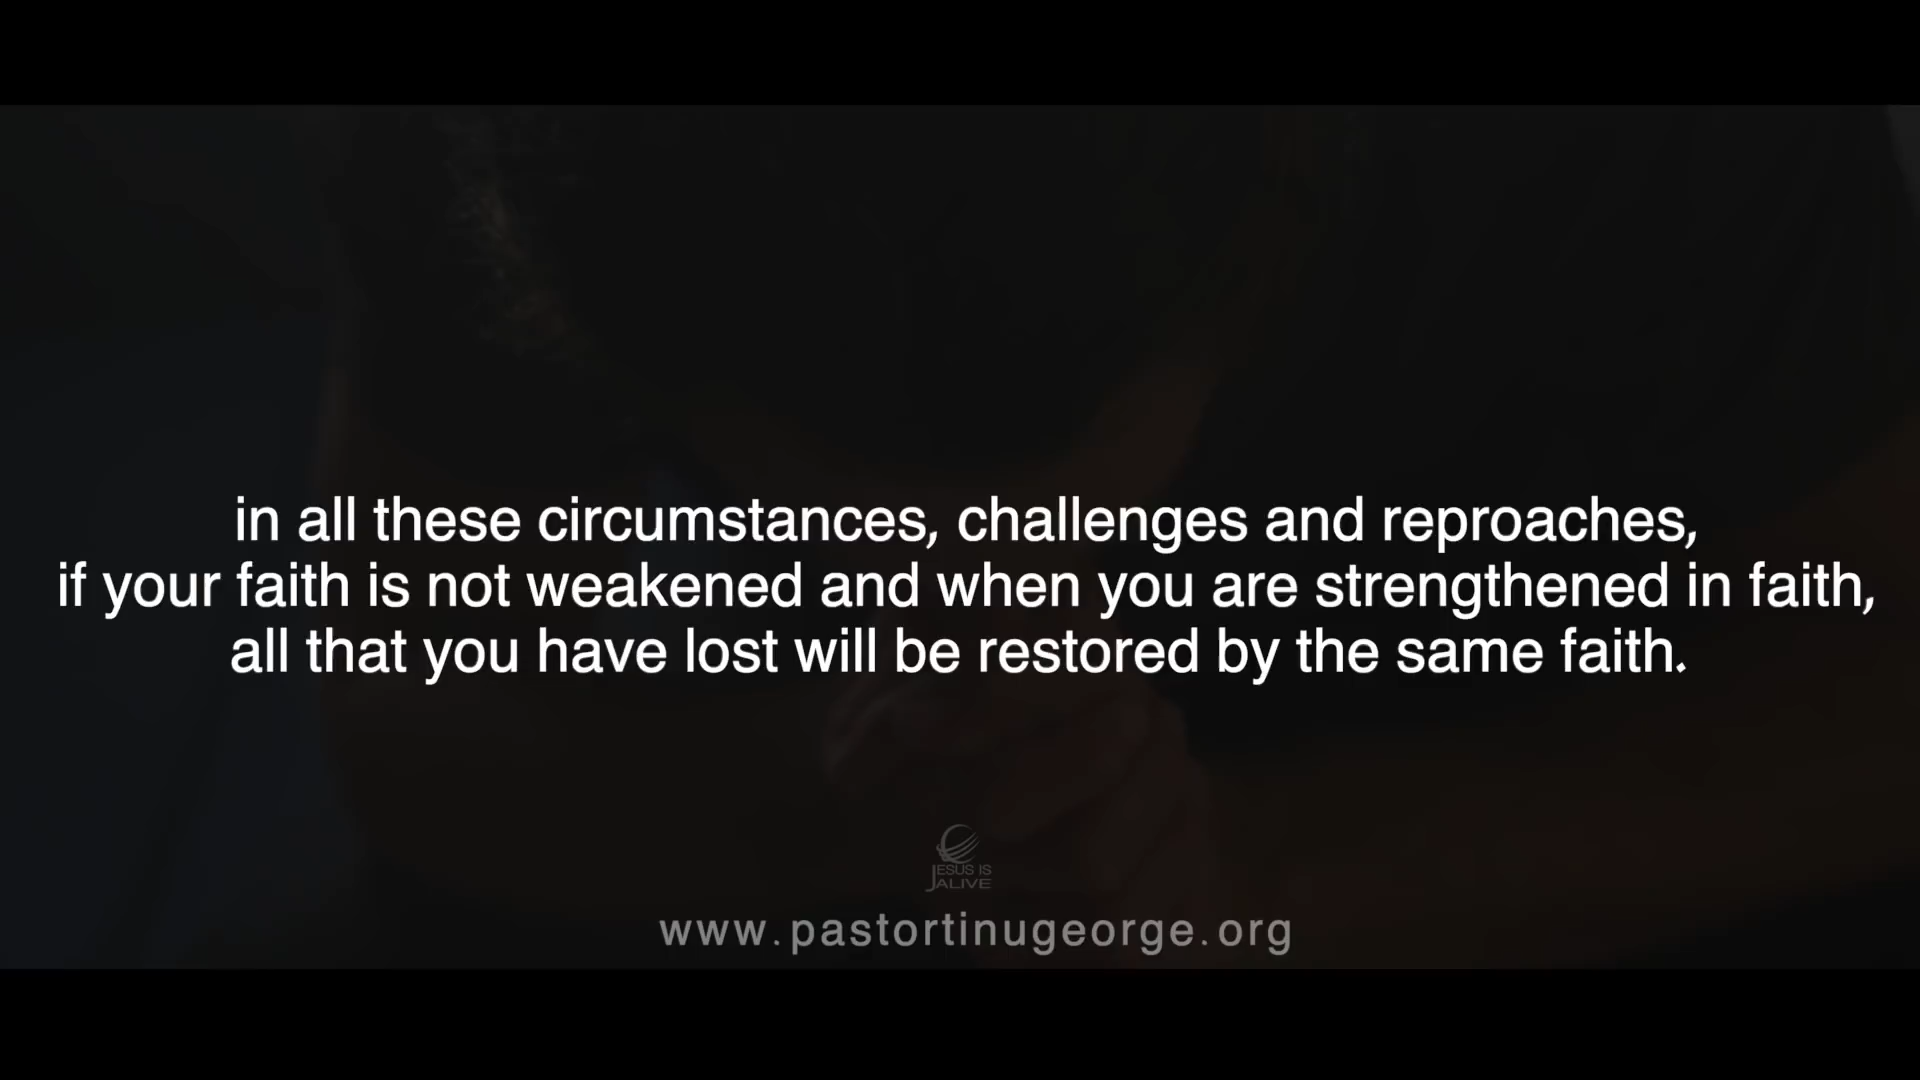 in all these circumstances, challenges and reproaches,
if your faith is not weakened and when you are strengthened in faith,
all that you have lost will be restored by the same faith.
JESUS IS
ALIVE
www.pastortinugeorge.org